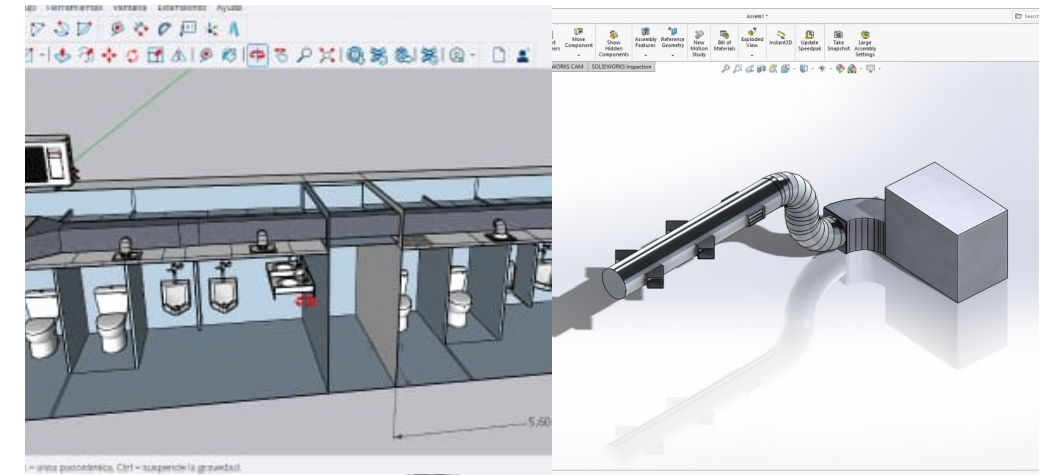 Herramientas Ventana Extensiones Ayuda
5,60
= vista panorámica, Ctrl = suspende la gravedad.
Assem1 *
Search
Move Component
Show Hidden Components
Assembly Features
Reference Geometry
New Motion Study
Bill of Materials
Exploded View
Instant3D
Update Speedpak
Take Snapshot
Large Assembly Settings
WORKS CAM SOLIDWORKS Inspection